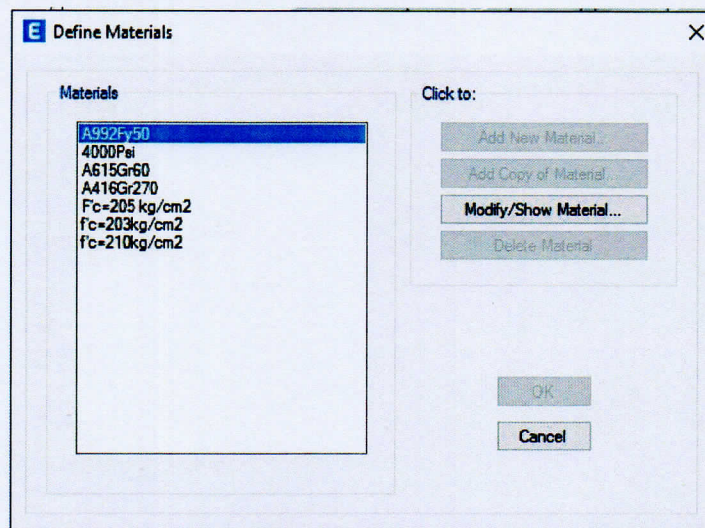 E Define Materials
Materials
A992Fy50
4000Psi
A615Gr60
A416Gr270
F'c=205 kg/cm2
f'c=203kg/cm2
f'c=210kg/cm2
Click to:
Add New Material...
Add Copy of Material...
Modify/Show Material...
Delete Material
OK
Cancel